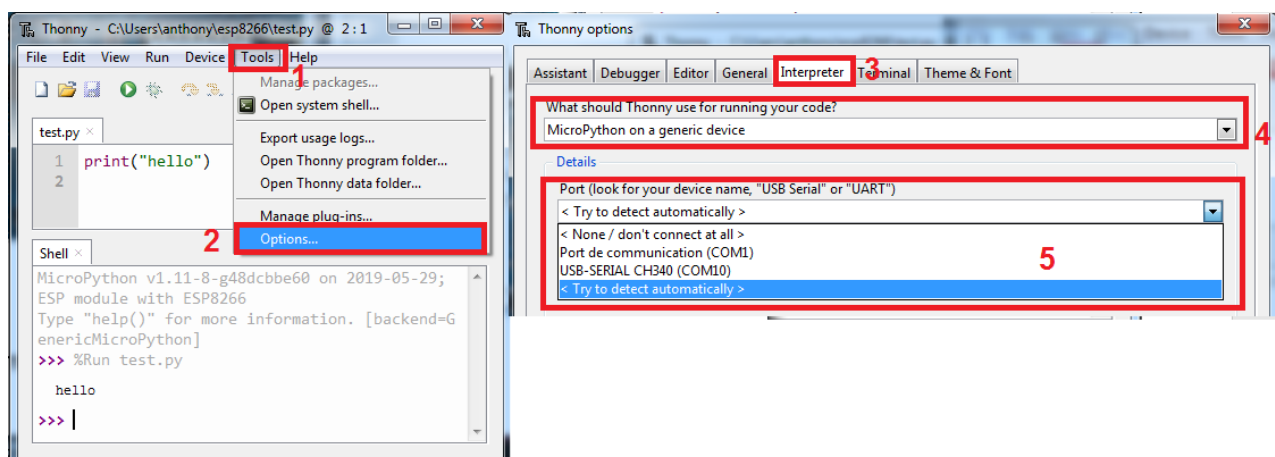 Thonny - C:\Users\anthony\esp8266\test.py @ 2:1
File Edit View Run Device Tools Help
1
Manage packages...
Open system shell...
Export usage logs...
Open Thonny program folder...
Open Thonny data folder...
Manage plug-ins...
2
Options...
test.py
1 print("hello")
2
Shell
MicroPython v1.11-8-g48dcbbe60 on 2019-05-29;
ESP module with ESP8266
Type "help()" for more information. [backend=G
enericMicroPython]
>>> %Run test.py
hello
>>>
Thonny options
Assistant Debugger Editor General Interpreter Terminal Theme & Font
3
What should Thonny use for running your code?
MicroPython on a generic device
4
Details
Port (look for your device name, "USB Serial" or "UART")
< Try to detect automatically >
< None / don't connect at all >
Port de communication (COM1)
USB-SERIAL CH340 (COM10)
< Try to detect automatically >
5